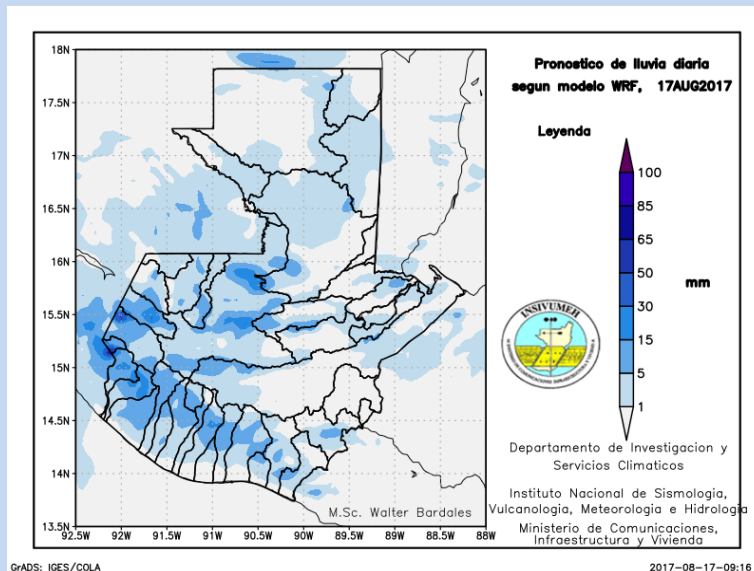 18N
17.5N
17N
16.5N
16N
15.5N
15N
14.5N
14N
13.5N
92.5W
92W
91.5W
91W
90.5W
90W
89.5W
89W
88.5W
88W
M.Sc. Walter Bardales
Pronostico de lluvia diaria
segun modelo WRF, 17AUG2017
Leyenda
100
85
65
50
30
15
5
1
mm
INSIVUMEH
Departamento de Investigacion y
Servicios Climaticos
Instituto Nacional de Sismologia,
Vulcanologia, Meteorologia e Hidrologia
Ministerio de Comunicaciones,
Infraestructura y Vivienda
GrADS: IGES/COLA
2017-08-17-09:16